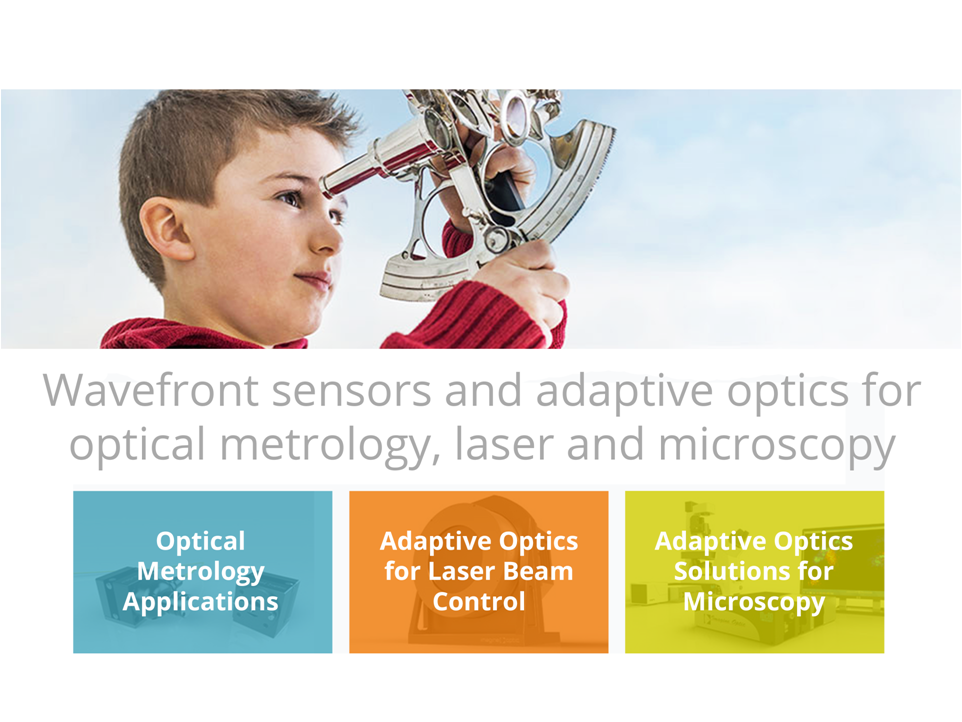 Wavefront sensors and adaptive optics for
optical metrology, laser and microscopy
Optical
Metrology
Applications
Adaptive Optics
for Laser Beam
Control
Adaptive Optics
Solutions for
Microscopy